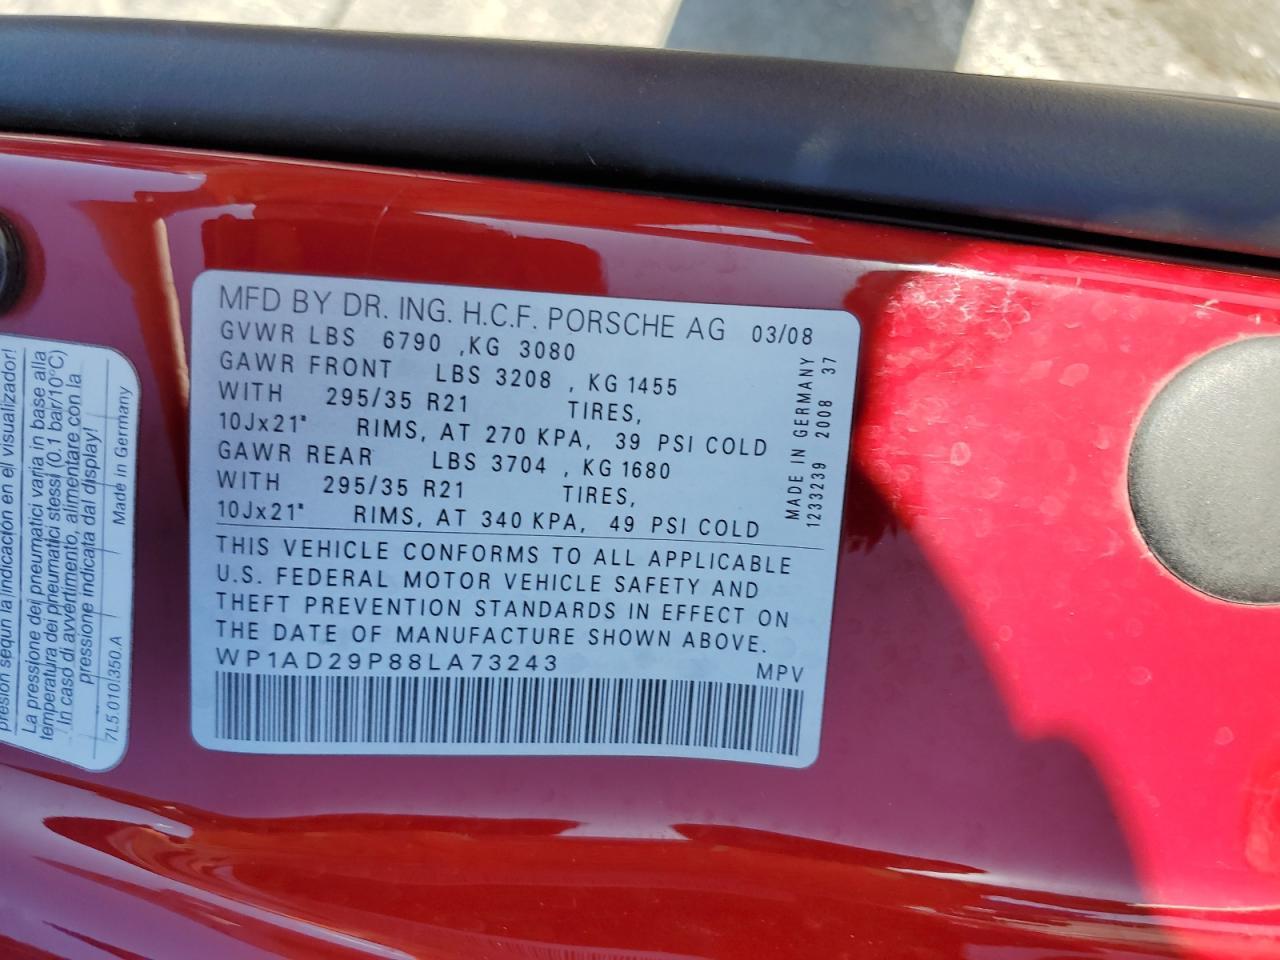 MFD BY DR. ING. H.C.F. PORSCHE AG 03/08
GVWR LBS 6790 ,KG 3080
GAWR FRONT LBS 3208 , KG 1455
WITH 295/35 R21 TIRES,
10Jx21" RIMS, AT 270 KPA, 39 PSI COLD
GAWR REAR LBS 3704 , KG 1680
WITH 295/35 R21 TIRES,
10Jx21" RIMS, AT 340 KPA, 49 PSI COLD
MADE IN GERMANY
1233239 2008 37
THIS VEHICLE CONFORMS TO ALL APPLICABLE
U.S. FEDERAL MOTOR VEHICLE SAFETY AND
THEFT PREVENTION STANDARDS IN EFFECT ON
THE DATE OF MANUFACTURE SHOWN ABOVE.
WP1AD29P88LA73243 MPV
presión sequn la indicación en el visualizador!
La pressione dei pneumatici varia in base alla
temperatura dei pneumatici stessi (0.1 bar/10°C)
In caso di avvertimento, alimentare con la
pressione indicata dal display!
7L5.010.350.A Made in Germany